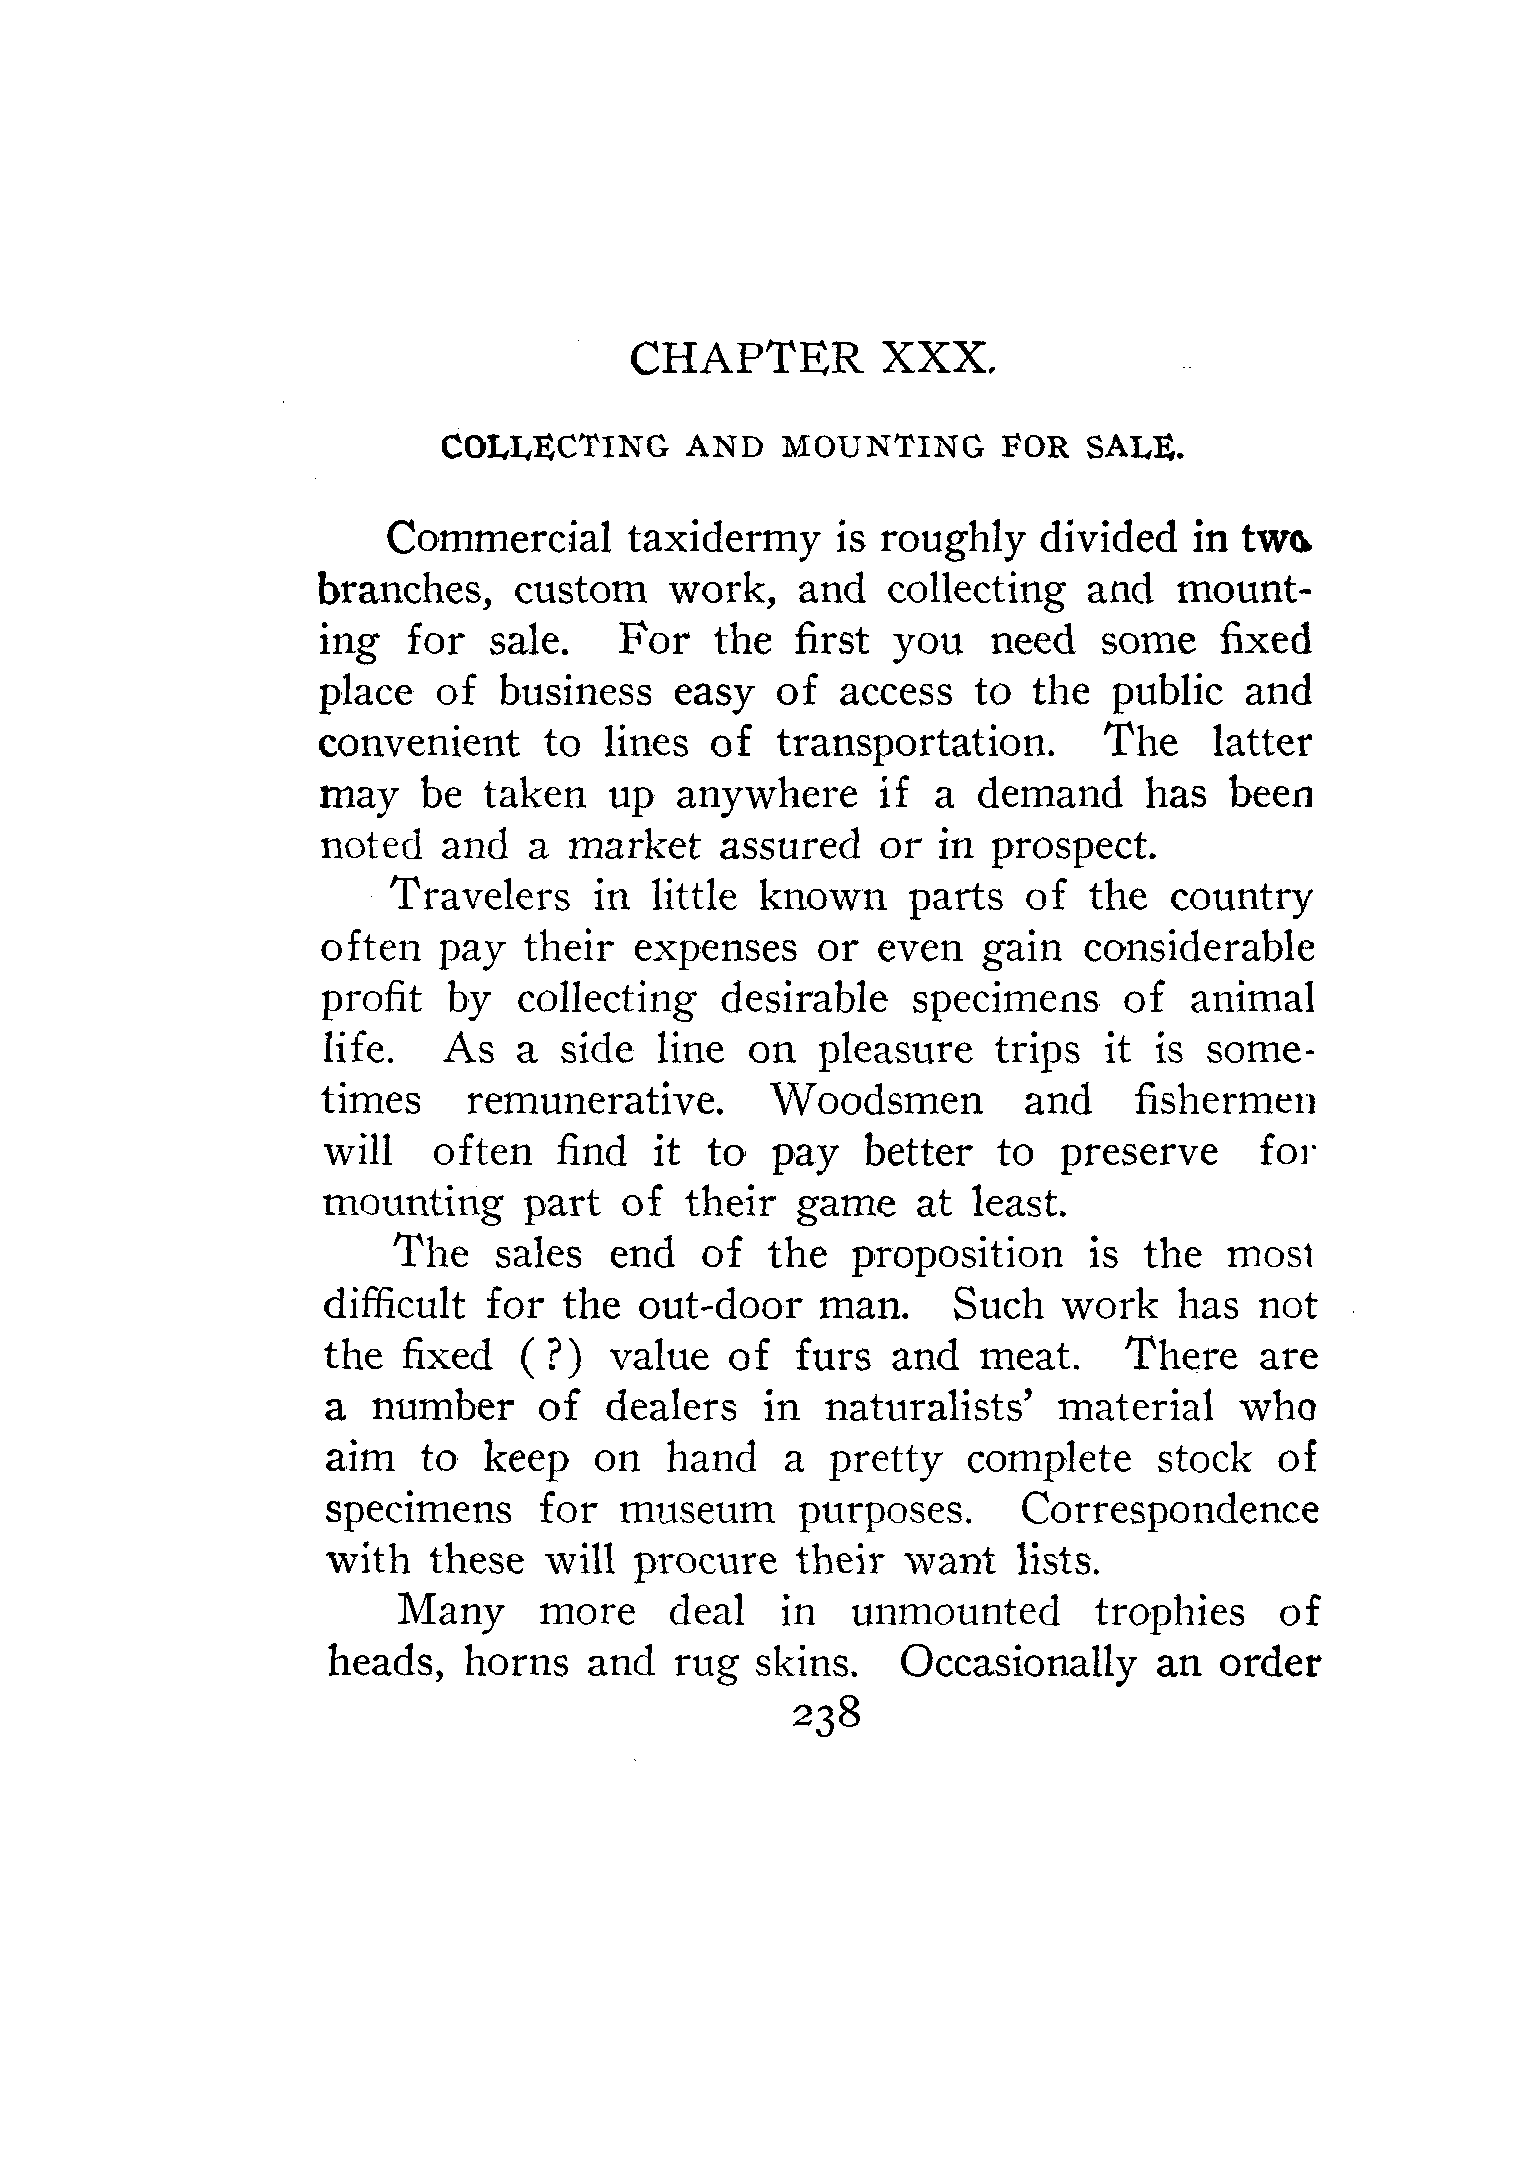 CHAPTER XXX.
COLLECTING AND MOUNTING FOR SALE.
Commercial taxidermy is roughly divided in two
branches, custom work, and collecting and mount-
ing for sale. For the first you need some fixed
place of business easy of access to the public and
convenient to lines of transportation. The latter
may be taken up anywhere if a demand has been
noted and a market assured or in prospect.
Travelers in little known parts of the country
often pay their expenses or even gain considerable
profit by collecting desirable specimens of animal
life. As a side line on pleasure trips it is some-
times remunerative. Woodsmen and fishermen
will often find it to pay better to preserve for
mounting part of their game at least.
The sales end of the proposition is the most
difficult for the out-door man. Such work has not
the fixed (?) value of furs and meat. There are
a number of dealers in naturalists' material who
aim to keep on hand a pretty complete stock of
specimens for museum purposes. Correspondence
with these will procure their want lists.
Many more deal in unmounted trophies of
heads, horns and rug skins. Occasionally an order
238